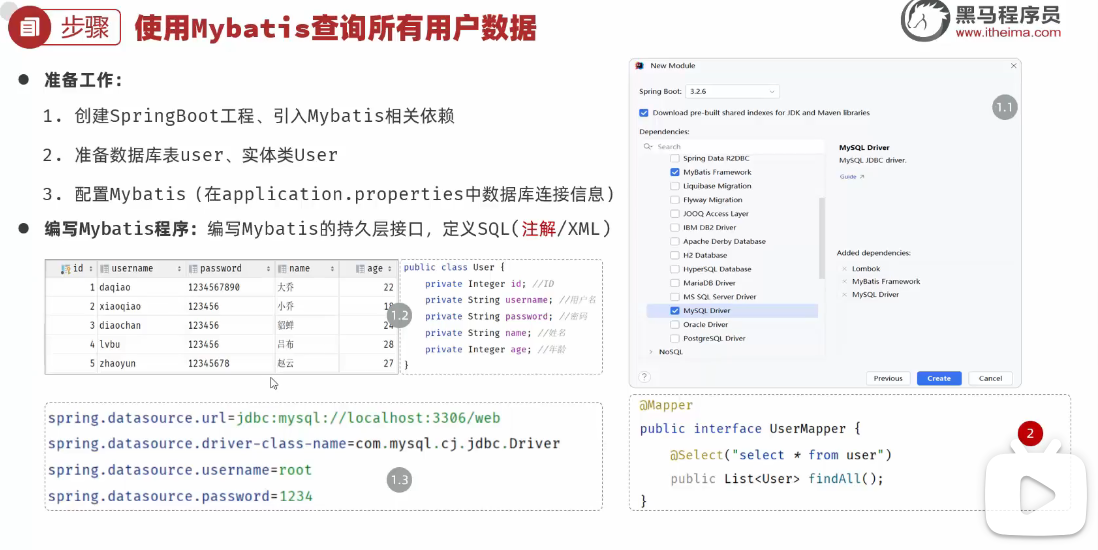 步骤
使用Mybatis查询所有用户数据
黑马程序员
www.itheima.com
● 准备工作：
1. 创建SpringBoot工程、引入Mybatis相关依赖
2. 准备数据库表user、实体类User
3. 配置Mybatis（在application.properties中数据库连接信息）
● 编写Mybatis程序：编写Mybatis的持久层接口，定义SQL(注解/XML)
id username password name age
1 daqiao 1234567890 大乔 22
2 xiaoqiao 123456 小乔 18
3 diaochan 123456 貂蝉 24
4 lvbu 123456 吕布 28
5 zhaoyun 12345678 赵云 27
1.2
public class User {
private Integer id; //ID
private String username; //用户名
private String password; //密码
private String name; //姓名
private Integer age; //年龄
}
spring.datasource.url=jdbc:mysql://localhost:3306/web
spring.datasource.driver-class-name=com.mysql.cj.jdbc.Driver
spring.datasource.username=root
spring.datasource.password=1234
1.3
New Module
Spring Boot: 3.2.6
1.1
Download pre-built shared indexes for JDK and Maven libraries
Dependencies:
Search
Spring Data R2DBC
MyBatis Framework
Liquibase Migration
Flyway Migration
JOOQ Access Layer
IBM DB2 Driver
Apache Derby Database
H2 Database
HyperSQL Database
MariaDB Driver
MS SQL Server Driver
MySQL Driver
Oracle Driver
PostgreSQL Driver
NoSQL
MySQL Driver
MySQL JDBC driver.
Guide ↗
Added dependencies:
× Lombok
× MyBatis Framework
× MySQL Driver
?
Previous Create Cancel
@Mapper
public interface UserMapper {
@Select("select * from user")
public List<User> findAll();
}
2